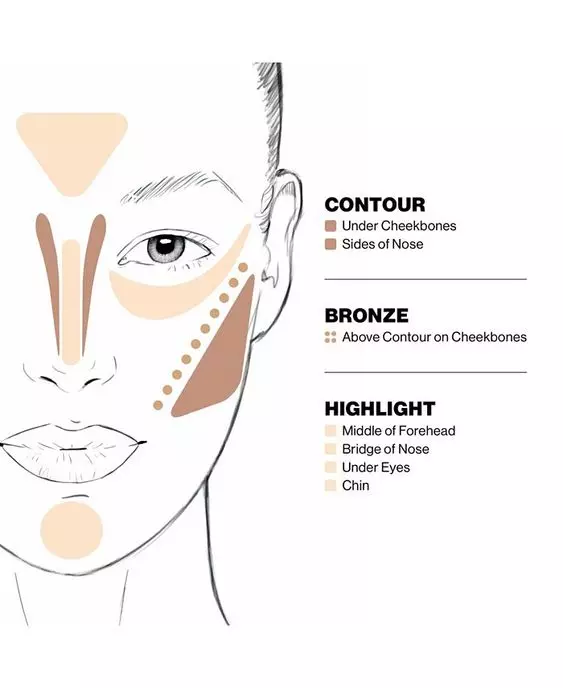 CONTOUR
Under Cheekbones
Sides of Nose
BRONZE
Above Contour on Cheekbones
HIGHLIGHT
Middle of Forehead
Bridge of Nose
Under Eyes
Chin